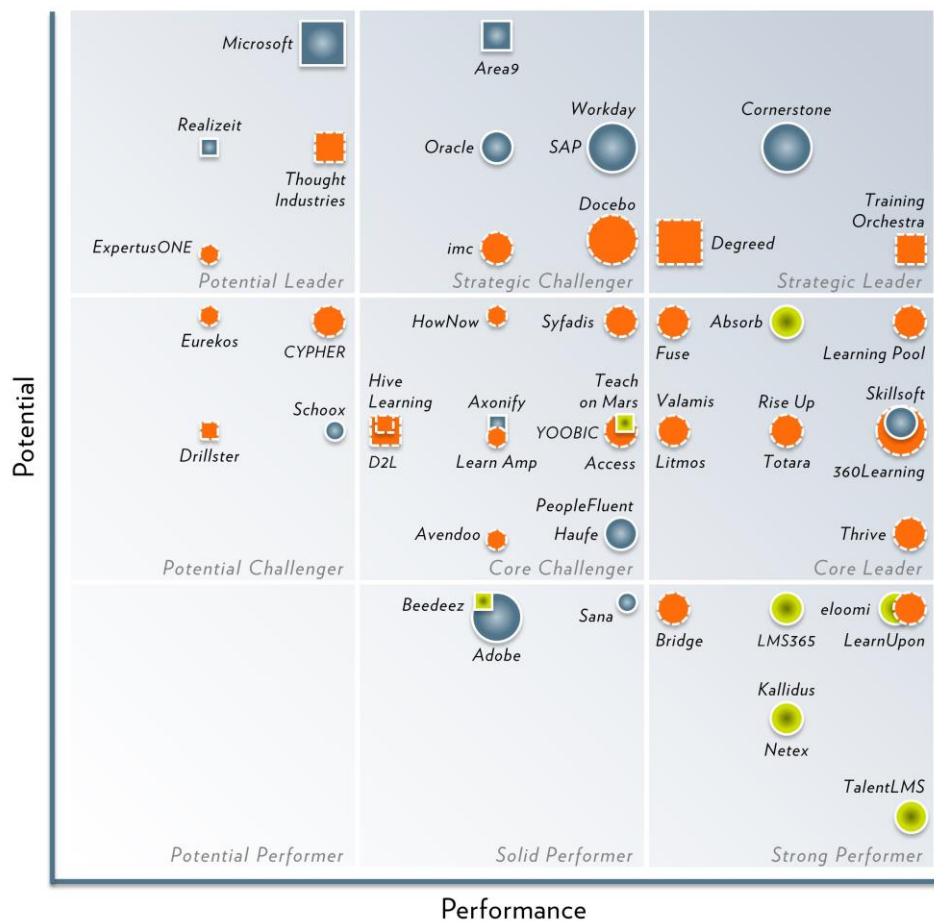 Microsoft
Area9
Realizeit
Workday
Cornerstone
Oracle
SAP
Thought
Industries
Docebo
Training
Orchestra
ExpertusONE
imc
Degreed
Potential Leader
Strategic Challenger
Strategic Leader
Eurekos
CYPHER
HowNow
Syfadis
Fuse
Absorb
Learning Pool
Schoox
Drillster
Hive
Learning
D2L
Axonify
Learn Amp
Teach
on Mars
YOOBIC
Access
Valamis
Litmos
Rise Up
Totara
Skillsoft
360Learning
Avendoo
PeopleFluent
Haufe
Thrive
Potential Challenger
Core Challenger
Core Leader
Beedeez
Adobe
Sana
Bridge
LMS365
eloomi
LearnUpon
Kallidus
Netex
TalentLMS
Potential Performer
Solid Performer
Strong Performer
Potential
Performance